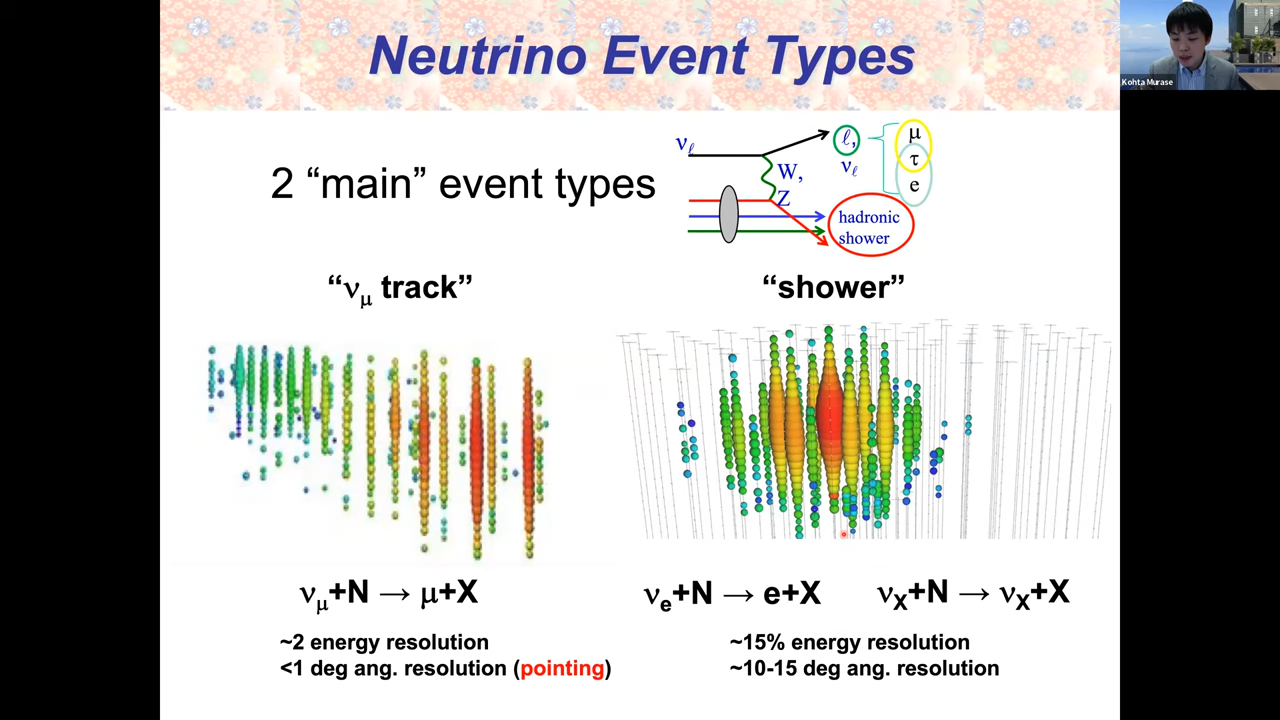 Neutrino Event Types
Kohta Murase
2 “main” event types
νℓ
W,
Z
ℓ,
νℓ
μ
τ
e
hadronic
shower
“νμ track”
“shower”
νμ+N → μ+X
νe+N → e+X
νX+N → νX+X
~2 energy resolution
<1 deg ang. resolution (pointing)
~15% energy resolution
~10-15 deg ang. resolution